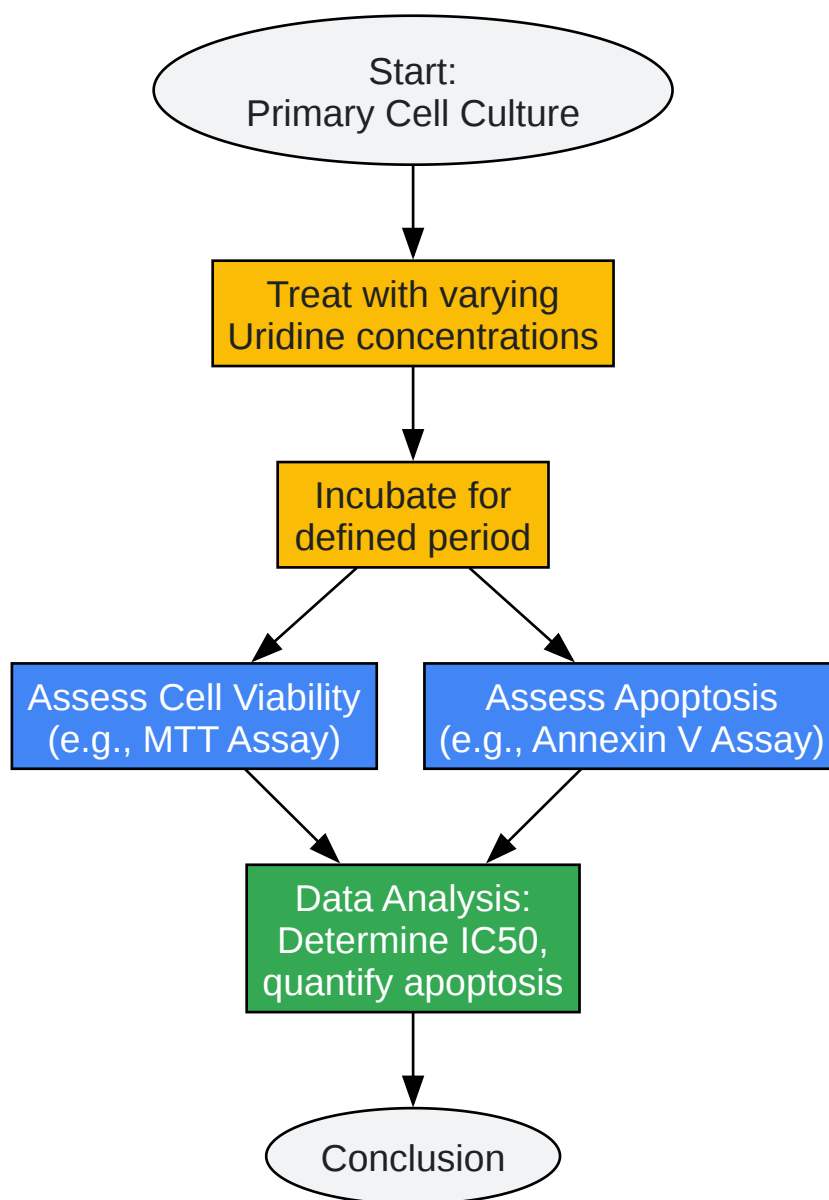 Start:
Primary Cell Culture
Treat with varying
Uridine concentrations
Incubate for
defined period
Assess Cell Viability
(e.g., MTT Assay)
Assess Apoptosis
(e.g., Annexin V Assay)
Data Analysis:
Determine IC50,
quantify apoptosis
Conclusion